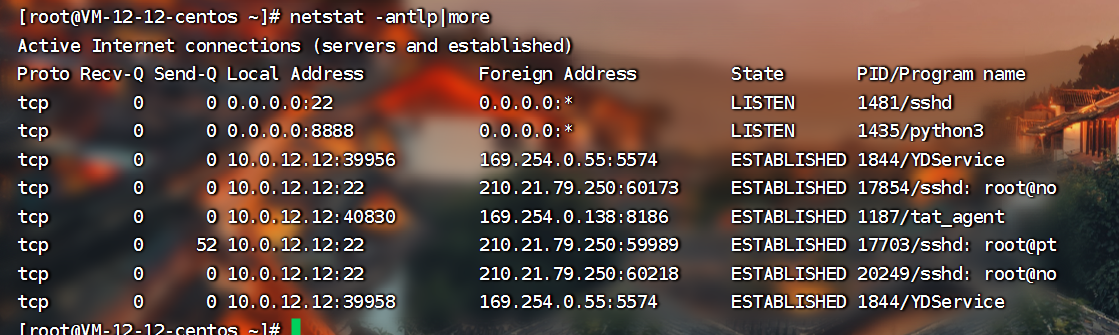 [root@VM-12-12-centos ~]# netstat -antlp|more
Active Internet connections (servers and established)
Proto Recv-Q Send-Q Local Address           Foreign Address         State       PID/Program name
tcp        0      0 0.0.0.0:22              0.0.0.0:*               LISTEN      1481/sshd
tcp        0      0 0.0.0.0:8888            0.0.0.0:*               LISTEN      1435/python3
tcp        0      0 10.0.12.12:39956        169.254.0.55:5574       ESTABLISHED 1844/YDService
tcp        0      0 10.0.12.12:22           210.21.79.250:60173     ESTABLISHED 17854/sshd: root@no
tcp        0      0 10.0.12.12:40830        169.254.0.138:8186      ESTABLISHED 1187/tat_agent
tcp        0     52 10.0.12.12:22           210.21.79.250:59989     ESTABLISHED 17703/sshd: root@pt
tcp        0      0 10.0.12.12:22           210.21.79.250:60218     ESTABLISHED 20249/sshd: root@no
tcp        0      0 10.0.12.12:39958        169.254.0.55:5574       ESTABLISHED 1844/YDService
[root@VM-12-12-centos ~]#